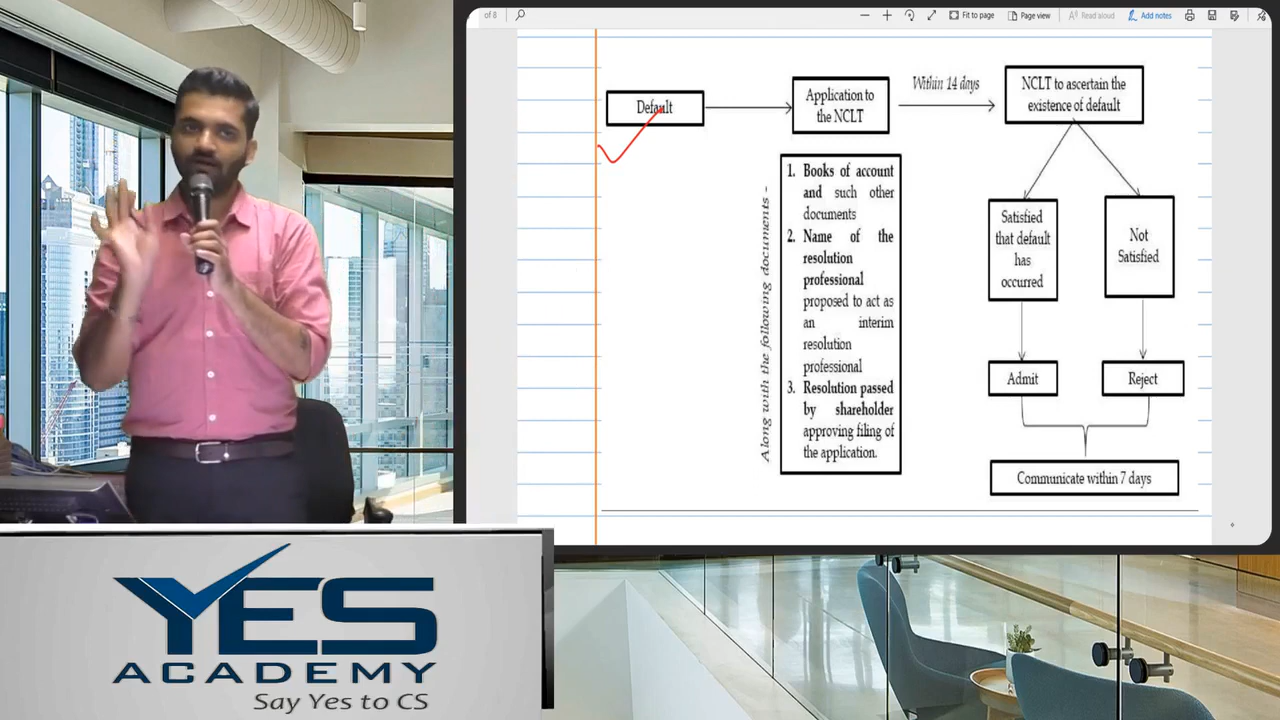 of 8
Fit to page
Page view
Read aloud
Add notes
Default
Application to
the NCLT
Within 14 days
NCLT to ascertain the
existence of default
Along with the following documents -
1. Books of account
and such other
documents
2. Name of the
resolution
professional
proposed to act as
an interim
resolution
professional
3. Resolution passed
by shareholder
approving filing of
the application.
Satisfied
that default
has
occurred
Not
Satisfied
Admit
Reject
Communicate within 7 days
YES
ACADEMY
Say Yes to CS